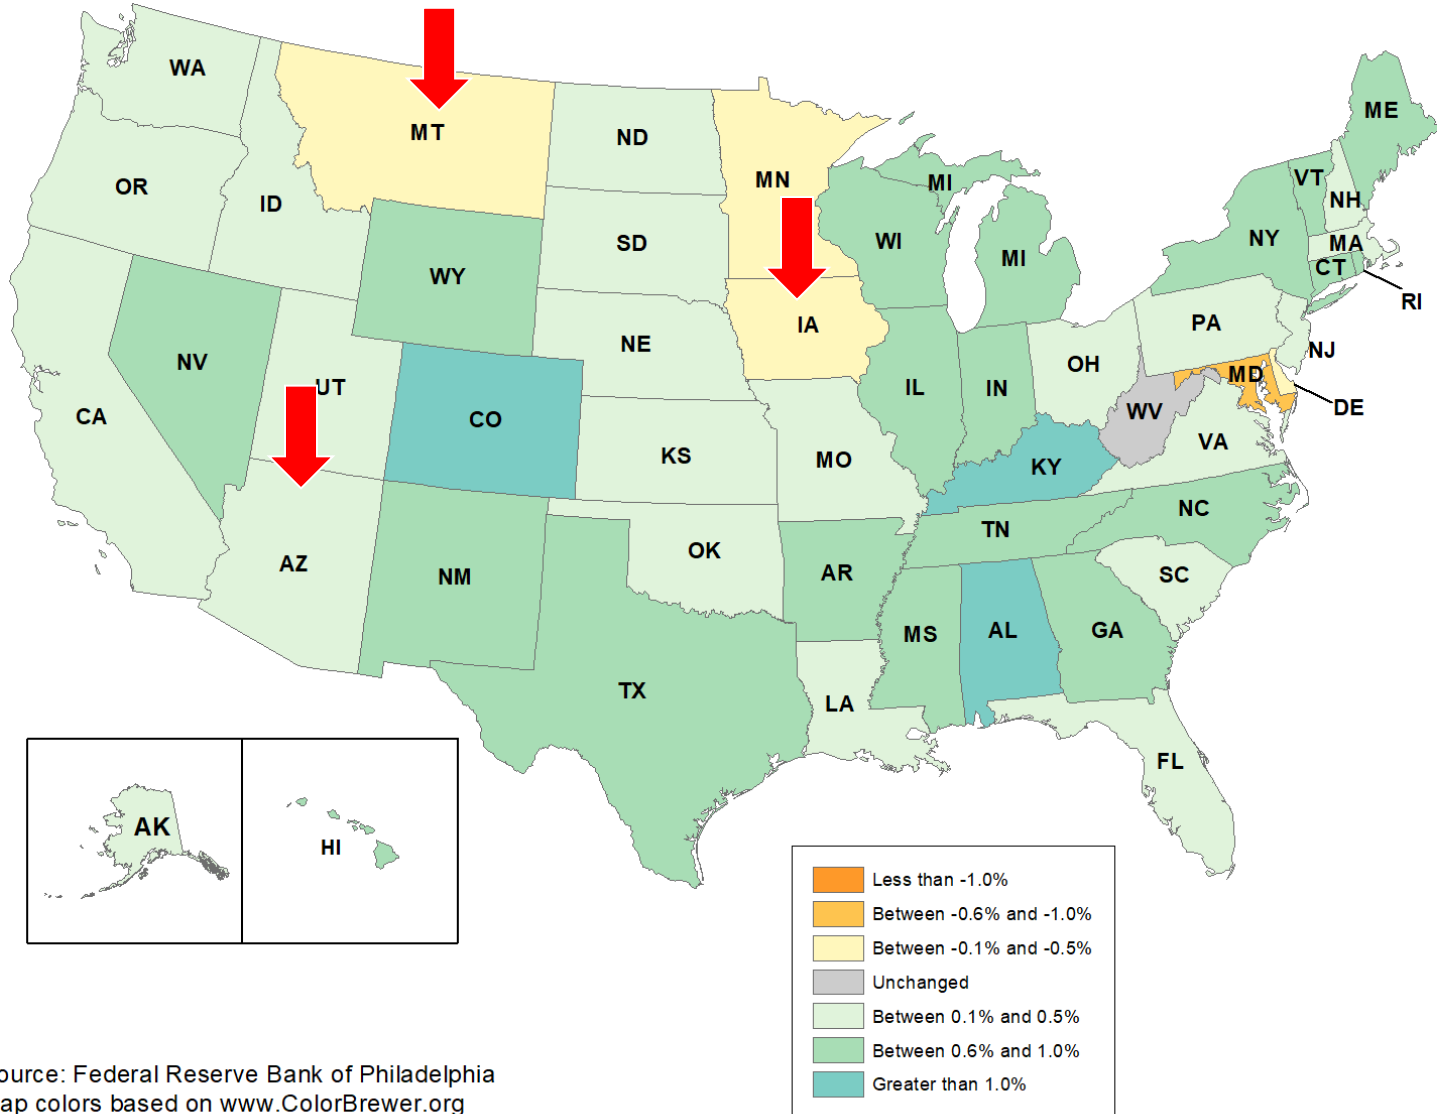 WA
MT
ND
MN
ME
OR
ID
SD
WI
MI
MI
VT
NH
NY
MA
CT
RI
WY
NE
IA
PA
NJ
NV
UT
CO
KS
MO
IL
IN
OH
WV
MD
DE
VA
KY
CA
AZ
NM
OK
AR
TN
NC
SC
TX
LA
MS
AL
GA
FL
AK
HI
Less than -1.0%
Between -0.6% and -1.0%
Between -0.1% and -0.5%
Unchanged
Between 0.1% and 0.5%
Between 0.6% and 1.0%
Greater than 1.0%
ource: Federal Reserve Bank of Philadelphia
ap colors based on www.ColorBrewer.org